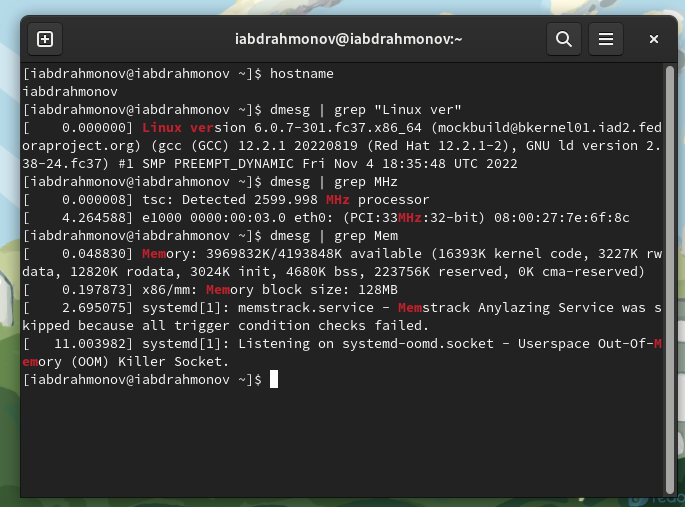 iabdrahmonov@iabdrahmonov:~
[iabdrahmonov@iabdrahmonov ~]$ hostname
iabdrahmonov
[iabdrahmonov@iabdrahmonov ~]$ dmesg | grep "Linux ver"
[    0.000000] Linux version 6.0.7-301.fc37.x86_64 (mockbuild@bkernel01.iad2.fed
oraproject.org) (gcc (GCC) 12.2.1 20220819 (Red Hat 12.2.1-2), GNU ld version 2.
38-24.fc37) #1 SMP PREEMPT_DYNAMIC Fri Nov 4 18:35:48 UTC 2022
[iabdrahmonov@iabdrahmonov ~]$ dmesg | grep MHz
[    0.000008] tsc: Detected 2599.998 MHz processor
[    4.264588] e1000 0000:00:03.0 eth0: (PCI:33MHz:32-bit) 08:00:27:7e:6f:8c
[iabdrahmonov@iabdrahmonov ~]$ dmesg | grep Mem
[    0.048830] Memory: 3969832K/4193848K available (16393K kernel code, 3227K rw
data, 12820K rodata, 3024K init, 4680K bss, 223756K reserved, 0K cma-reserved)
[    0.197873] x86/mm: Memory block size: 128MB
[    2.695075] systemd[1]: memstrack.service - Memstrack Anylazing Service was s
kipped because all trigger condition checks failed.
[   11.003982] systemd[1]: Listening on systemd-oomd.socket - Userspace Out-Of-M
emory (OOM) Killer Socket.
[iabdrahmonov@iabdrahmonov ~]$